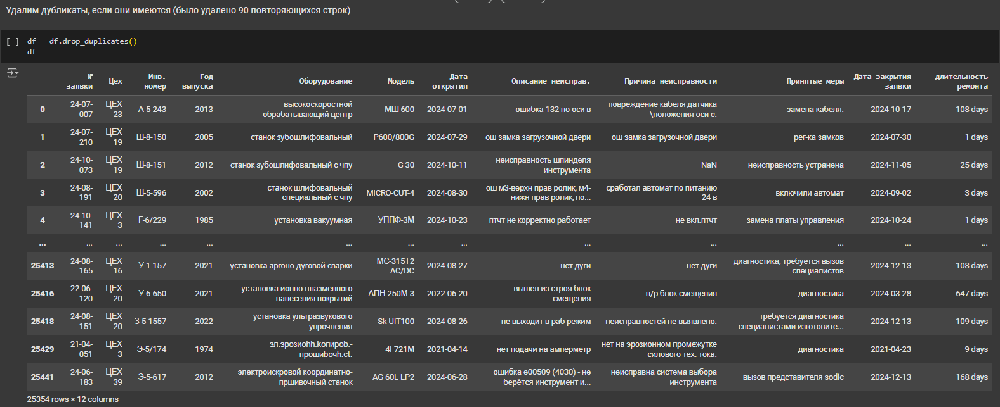 Удалим дубликаты, если они имеются (было удалено 90 повторяющихся строк)
[ ] df = df.drop_duplicates()
df
№ заявки Цех Инв. номер Год выпуска Оборудование Модель Дата открытия Описание неисправ. Причина неисправности Принятые меры Дата закрытия заявки длительность ремонта
0 24-07-007 ЦЕХ 23 А-5-243 2013 высокоскоростной обрабатывающий центр МШ 600 2024-07-01 ошибка 132 по оси в повреждение кабеля датчика \положения оси с. замена кабеля. 2024-10-17 108 days
1 24-07-210 ЦЕХ 19 Ш-8-150 2005 станок зубошлифовальный P600/800G 2024-07-29 ош замка загрузочной двери ош замка загрузочной двери рег-ка замков 2024-07-30 1 days
2 24-10-073 ЦЕХ 19 Ш-8-151 2012 станок зубошлифовальный с чпу G 30 2024-10-11 неисправность шпинделя инструмента NaN неисправность устранена 2024-11-05 25 days
3 24-08-191 ЦЕХ 20 Ш-5-596 2002 станок шлифовальный специальный с чпу MICRO-CUT-4 2024-08-30 ош м3-верхн прав ролик, м4-нижн прав ролик, по... сработал автомат по питанию 24 в включили автомат 2024-09-02 3 days
4 24-10-141 ЦЕХ 3 Г-6/229 1985 установка вакуумная УППФ-3М 2024-10-23 птчт не корректно работает не вкл.птчт замена платы управления 2024-10-24 1 days
... ... ... ... ... ... ... ... ... ... ... ... ...
25413 24-08-165 ЦЕХ 16 У-1-157 2021 установка аргоно-дуговой сварки МС-315Т2 AC/DC 2024-08-27 нет дуги нет дуги диагностика, требуется вызов специалистов 2024-12-13 108 days
25416 22-06-120 ЦЕХ 20 У-6-650 2021 установка ионно-плазменного нанесения покрытий АПН-250М-3 2022-06-20 вышел из строя блок смещения н/р блок смещения диагностика 2024-03-28 647 days
25418 24-08-151 ЦЕХ 20 З-5-1557 2022 установка ультразвукового упрочнения Sk-UIT100 2024-08-26 не выходит в раб режим неисправностей не выявлено. требуется диагностика специалистами изготовите... 2024-12-13 109 days
25429 21-04-051 ЦЕХ 3 Э-5/174 1974 эл.эрозиohh.koпиpob.-прошиboчh.ct. 4Г721М 2021-04-14 нет подачи на амперметр нет на эрозионном промежутке силового тех. тока. диагностика 2021-04-23 9 days
25441 24-06-183 ЦЕХ 39 Э-5-617 2012 электроискровой координатно-пршивочный станок AG 60L LP2 2024-06-28 ошибка e00509 (4030) - не берётся инструмент и... неисправна система выбора инструмента вызов представителя sodic 2024-12-13 168 days
25354 rows × 12 columns